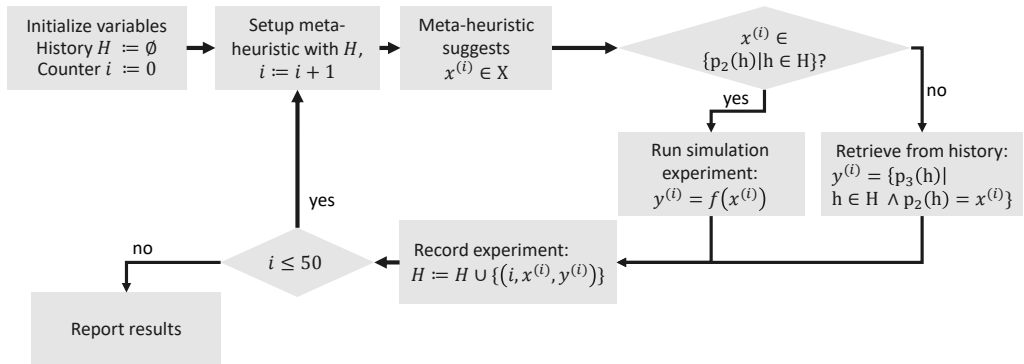 Initialize variables
History H ≔ ∅
Counter i ≔ 0
Setup meta-
heuristic with H,
i ≔ i + 1
Meta-heuristic
suggests
x^(i) ∈ X
x^(i) ∈
{p₂(h)|h ∈ H}?
yes
no
Run simulation
experiment:
y^(i) = f(x^(i))
Retrieve from history:
y^(i) = {p₃(h)|
h ∈ H ∧ p₂(h) = x^(i)}
yes
no
i ≤ 50
Record experiment:
H ≔ H ∪ {(i, x^(i), y^(i))}
Report results